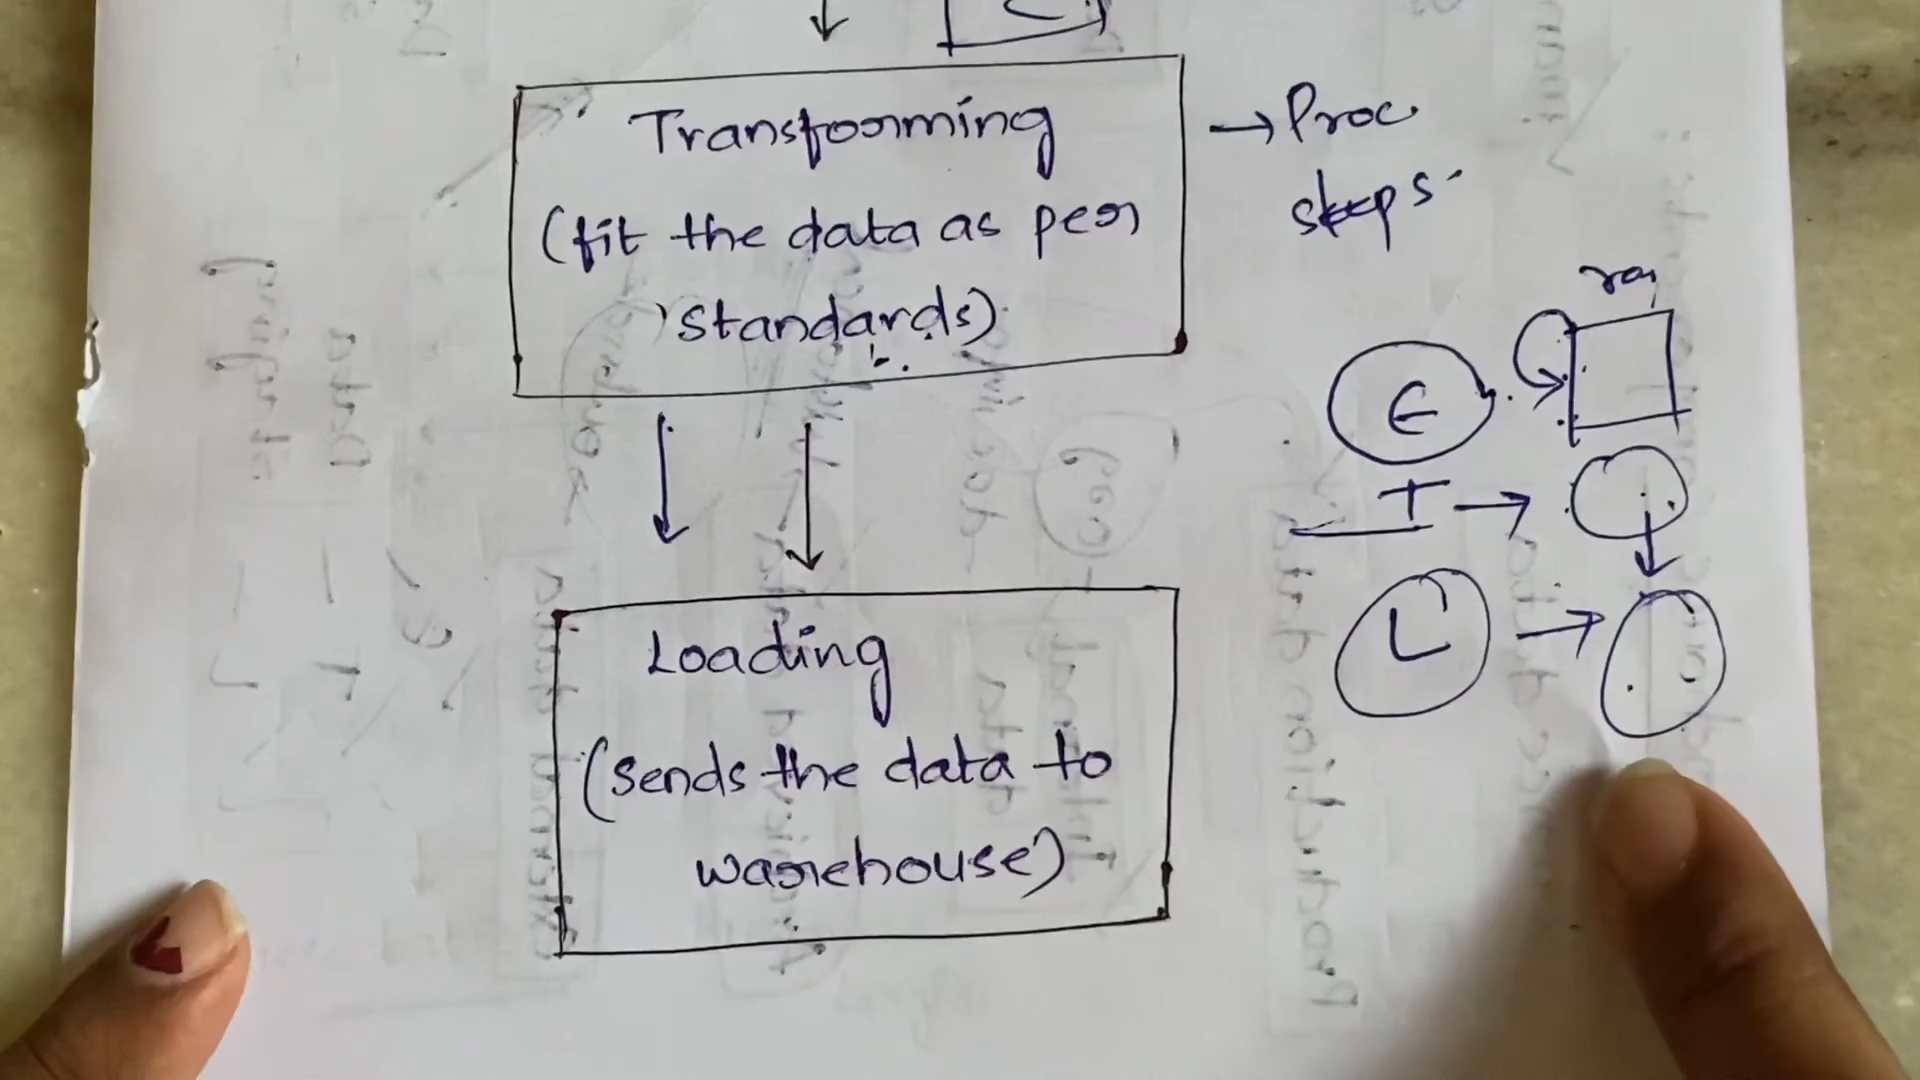 Transforming
(fit the data as per
standards)
→ Proc
steps
E
T →
L →
Loading
(sends the data to
warehouse)